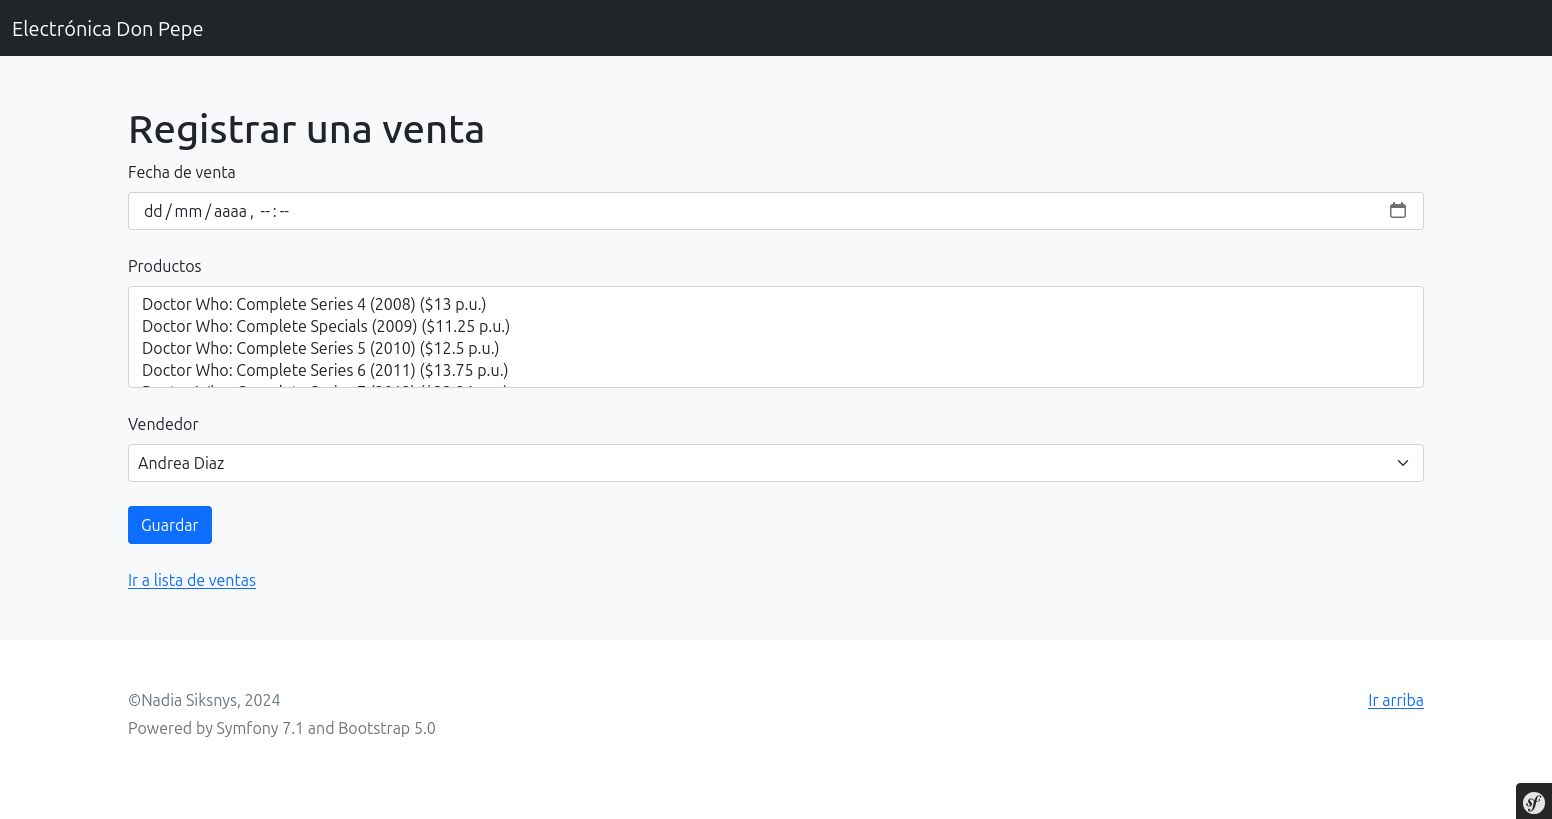 Electrónica Don Pepe
Registrar una venta
Fecha de venta
dd/mm/aaaa, --:--
Productos
Doctor Who: Complete Series 4 (2008) ($13 p.u.)
Doctor Who: Complete Specials (2009) ($11.25 p.u.)
Doctor Who: Complete Series 5 (2010) ($12.5 p.u.)
Doctor Who: Complete Series 6 (2011) ($13.75 p.u.)
Vendedor
Andrea Diaz
Guardar
Ir a lista de ventas
©Nadia Siksnys, 2024
Ir arriba
Powered by Symfony 7.1 and Bootstrap 5.0
sf